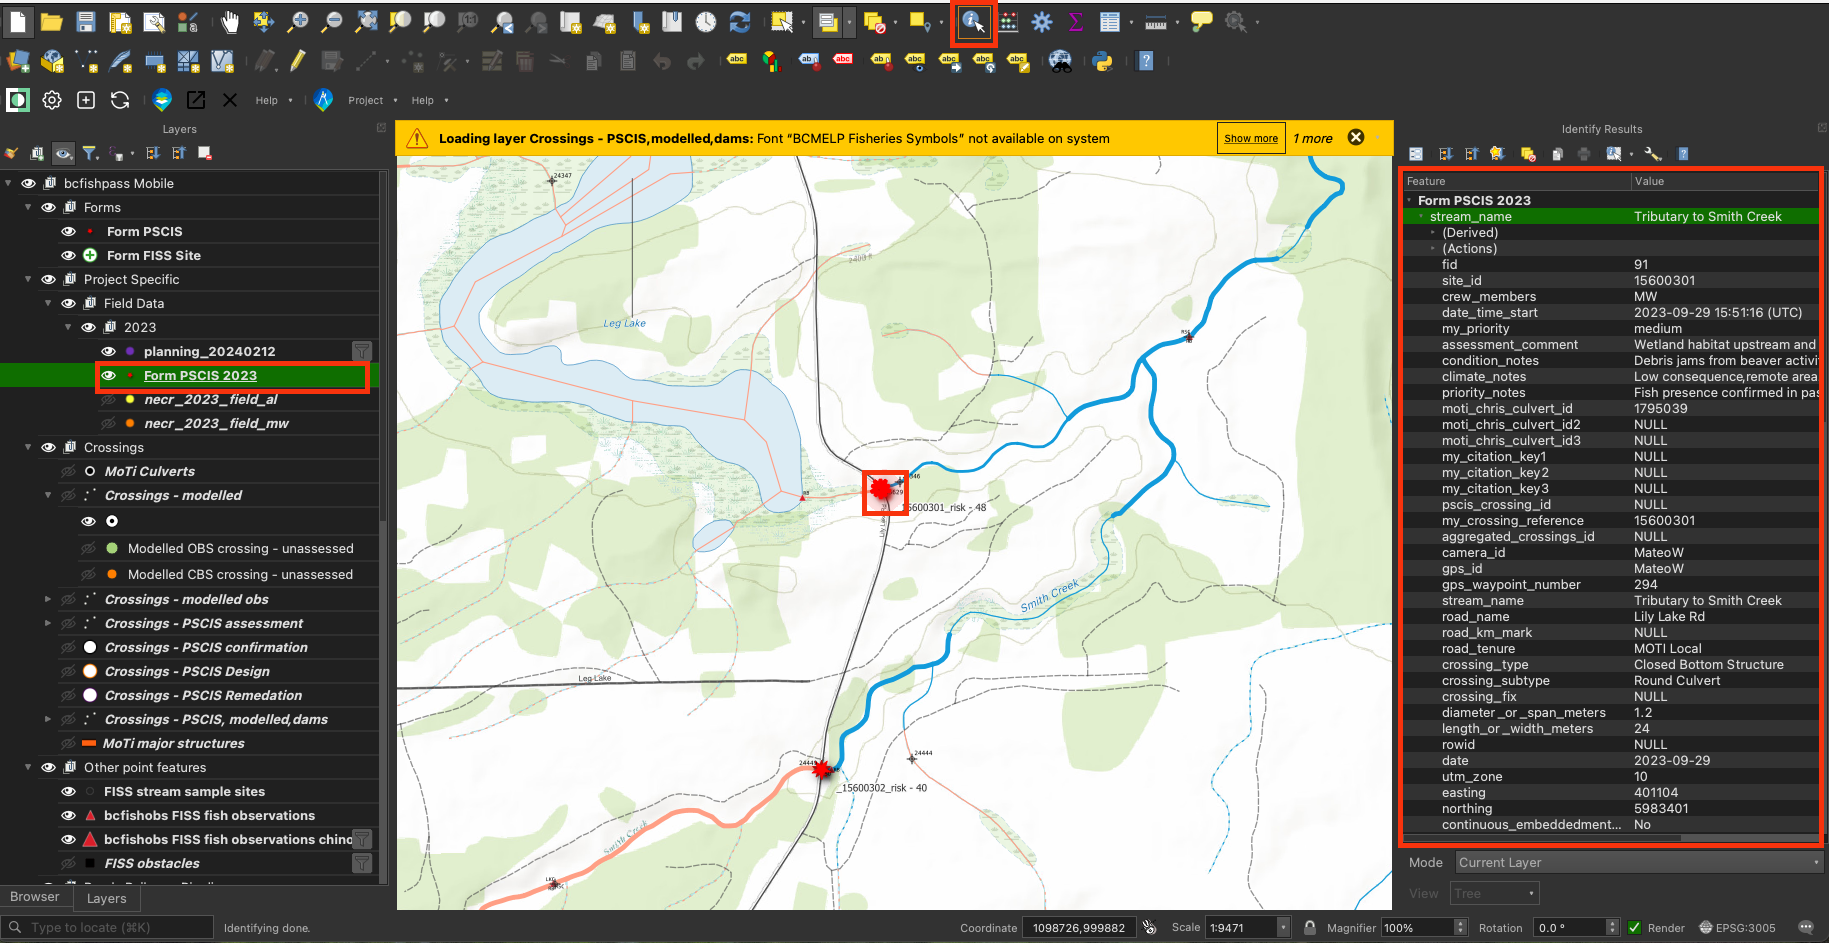 Help
Project
Help
Layers
bcfishpass Mobile
Forms
Form PSCIS
Form FISS Site
Project Specific
Field Data
2023
planning_20240212
Form PSCIS 2023
necr_2023_field_al
necr_2023_field_mw
Crossings
MoTi Culverts
Crossings - modelled
Modelled OBS crossing - unassessed
Modelled CBS crossing - unassessed
Crossings - modelled obs
Crossings - PSCIS assessment
Crossings - PSCIS confirmation
Crossings - PSCIS Design
Crossings - PSCIS Remedation
Crossings - PSCIS, modelled,dams
MoTi major structures
Other point features
FISS stream sample sites
bcfishobs FISS fish observations
bcfishobs FISS fish observations chino
FISS obstacles
Browser
Layers
Type to locate (⌘K)
Identifying done.
Loading layer Crossings - PSCIS,modelled,dams: Font "BCMELP Fisheries Symbols" not available on system
Show more
1 more
24347
Leg Lake
15600301_risk - 48
Smith Creek
Leg Lake
24444
_15600302_risk - 40
Smith Creek
Identify Results
Feature Value
Form PSCIS 2023
stream_name Tributary to Smith Creek
(Derived)
(Actions)
fid 91
site_id 15600301
crew_members MW
date_time_start 2023-09-29 15:51:16 (UTC)
my_priority medium
assessment_comment Wetland habitat upstream and
condition_notes Debris jams from beaver activi
climate_notes Low consequence,remote area
priority_notes Fish presence confirmed in pas
moti_chris_culvert_id 1795039
moti_chris_culvert_id2 NULL
moti_chris_culvert_id3 NULL
my_citation_key1 NULL
my_citation_key2 NULL
my_citation_key3 NULL
pscis_crossing_id NULL
my_crossing_reference 15600301
aggregated_crossings_id NULL
camera_id MateoW
gps_id MateoW
gps_waypoint_number 294
stream_name Tributary to Smith Creek
road_name Lily Lake Rd
road_km_mark NULL
road_tenure MOTI Local
crossing_type Closed Bottom Structure
crossing_subtype Round Culvert
crossing_fix NULL
diameter_or_span_meters 1.2
length_or_width_meters 24
rowid NULL
date 2023-09-29
utm_zone 10
easting 401104
northing 5983401
continuous_embeddedment... No
Mode Current Layer
View Tree
Coordinate 1098726,999882
Scale 1:9471
Magnifier 100%
Rotation 0.0 °
Render
EPSG:3005